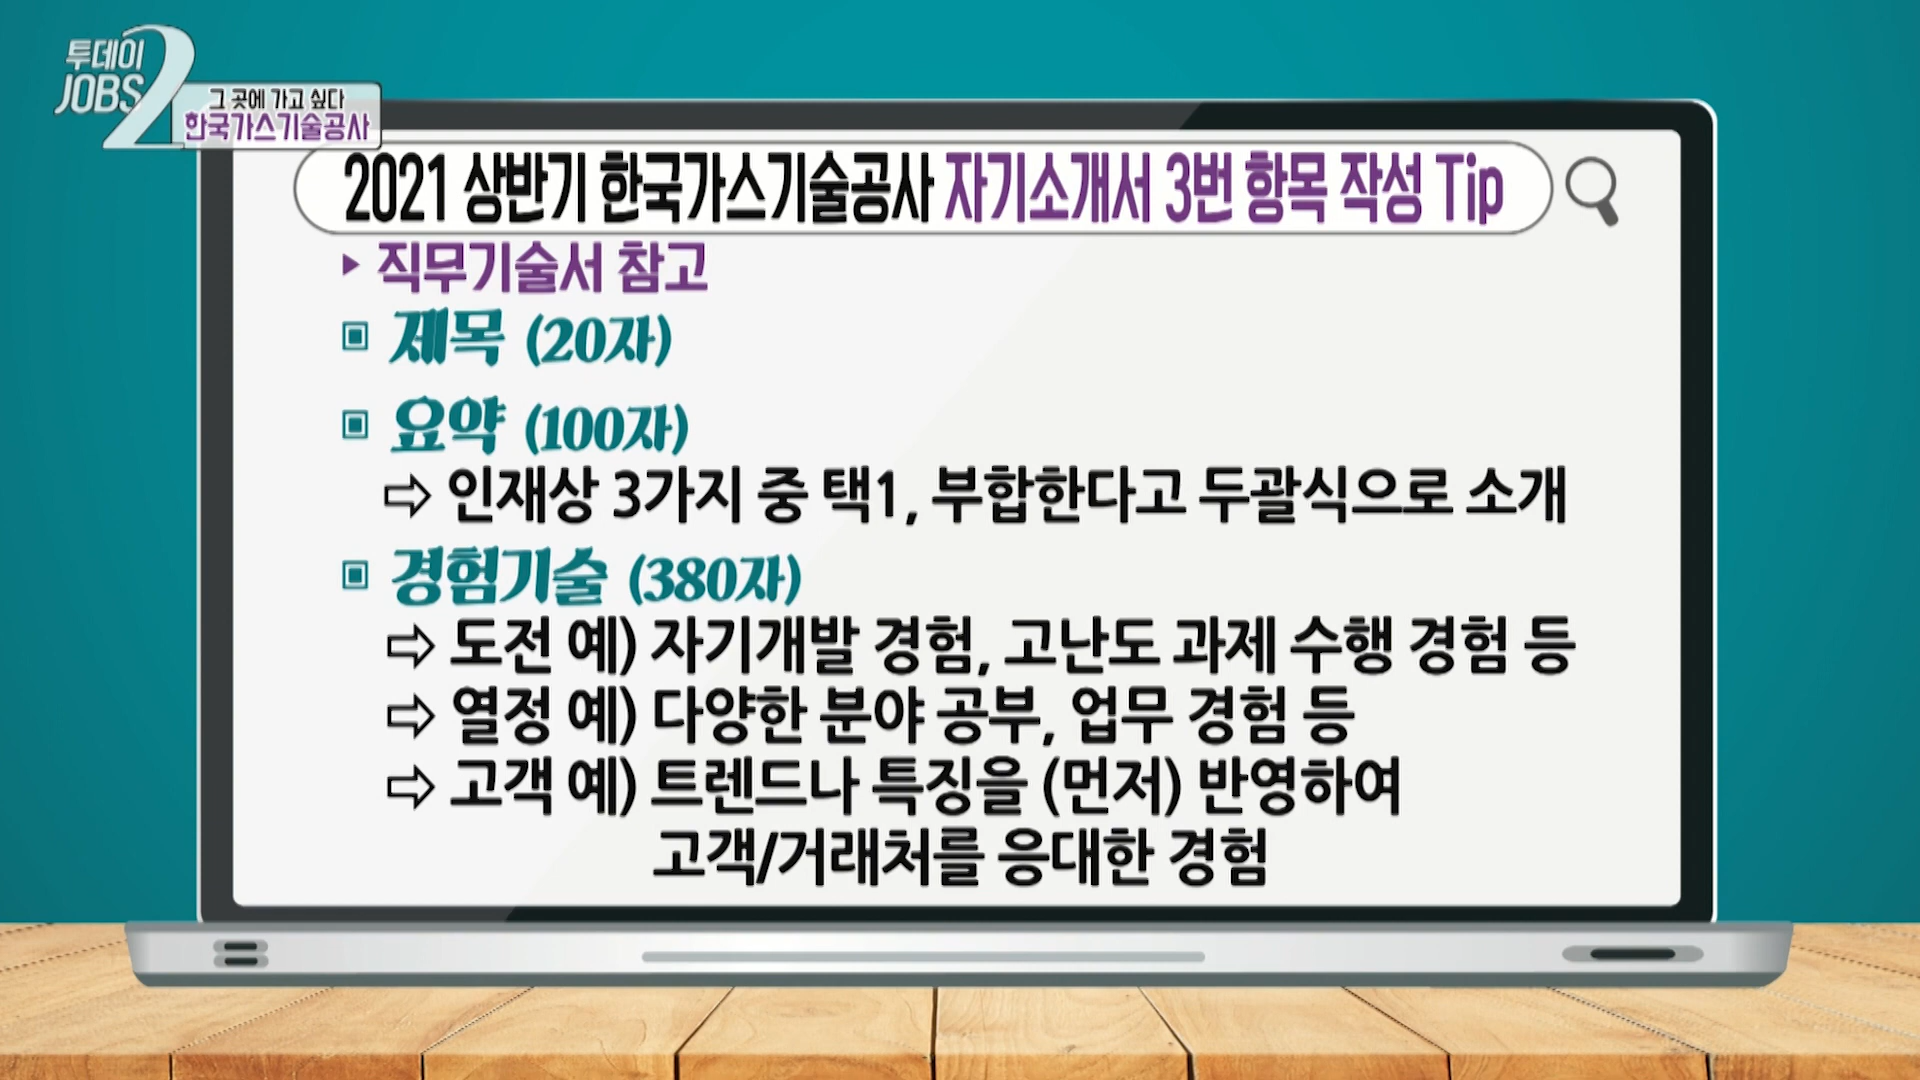 투데이
JOBS 2
그 곳에 가고 싶다
한국가스기술공사
2021 상반기 한국가스기술공사 자기소개서 3번 항목 작성 Tip
▸ 직무기술서 참고
▣ 제목 (20자)
▣ 요약 (100자)
⇨ 인재상 3가지 중 택1, 부합한다고 두괄식으로 소개
▣ 경험기술 (380자)
⇨ 도전 예) 자기개발 경험, 고난도 과제 수행 경험 등
⇨ 열정 예) 다양한 분야 공부, 업무 경험 등
⇨ 고객 예) 트렌드나 특징을 (먼저) 반영하여
고객/거래처를 응대한 경험